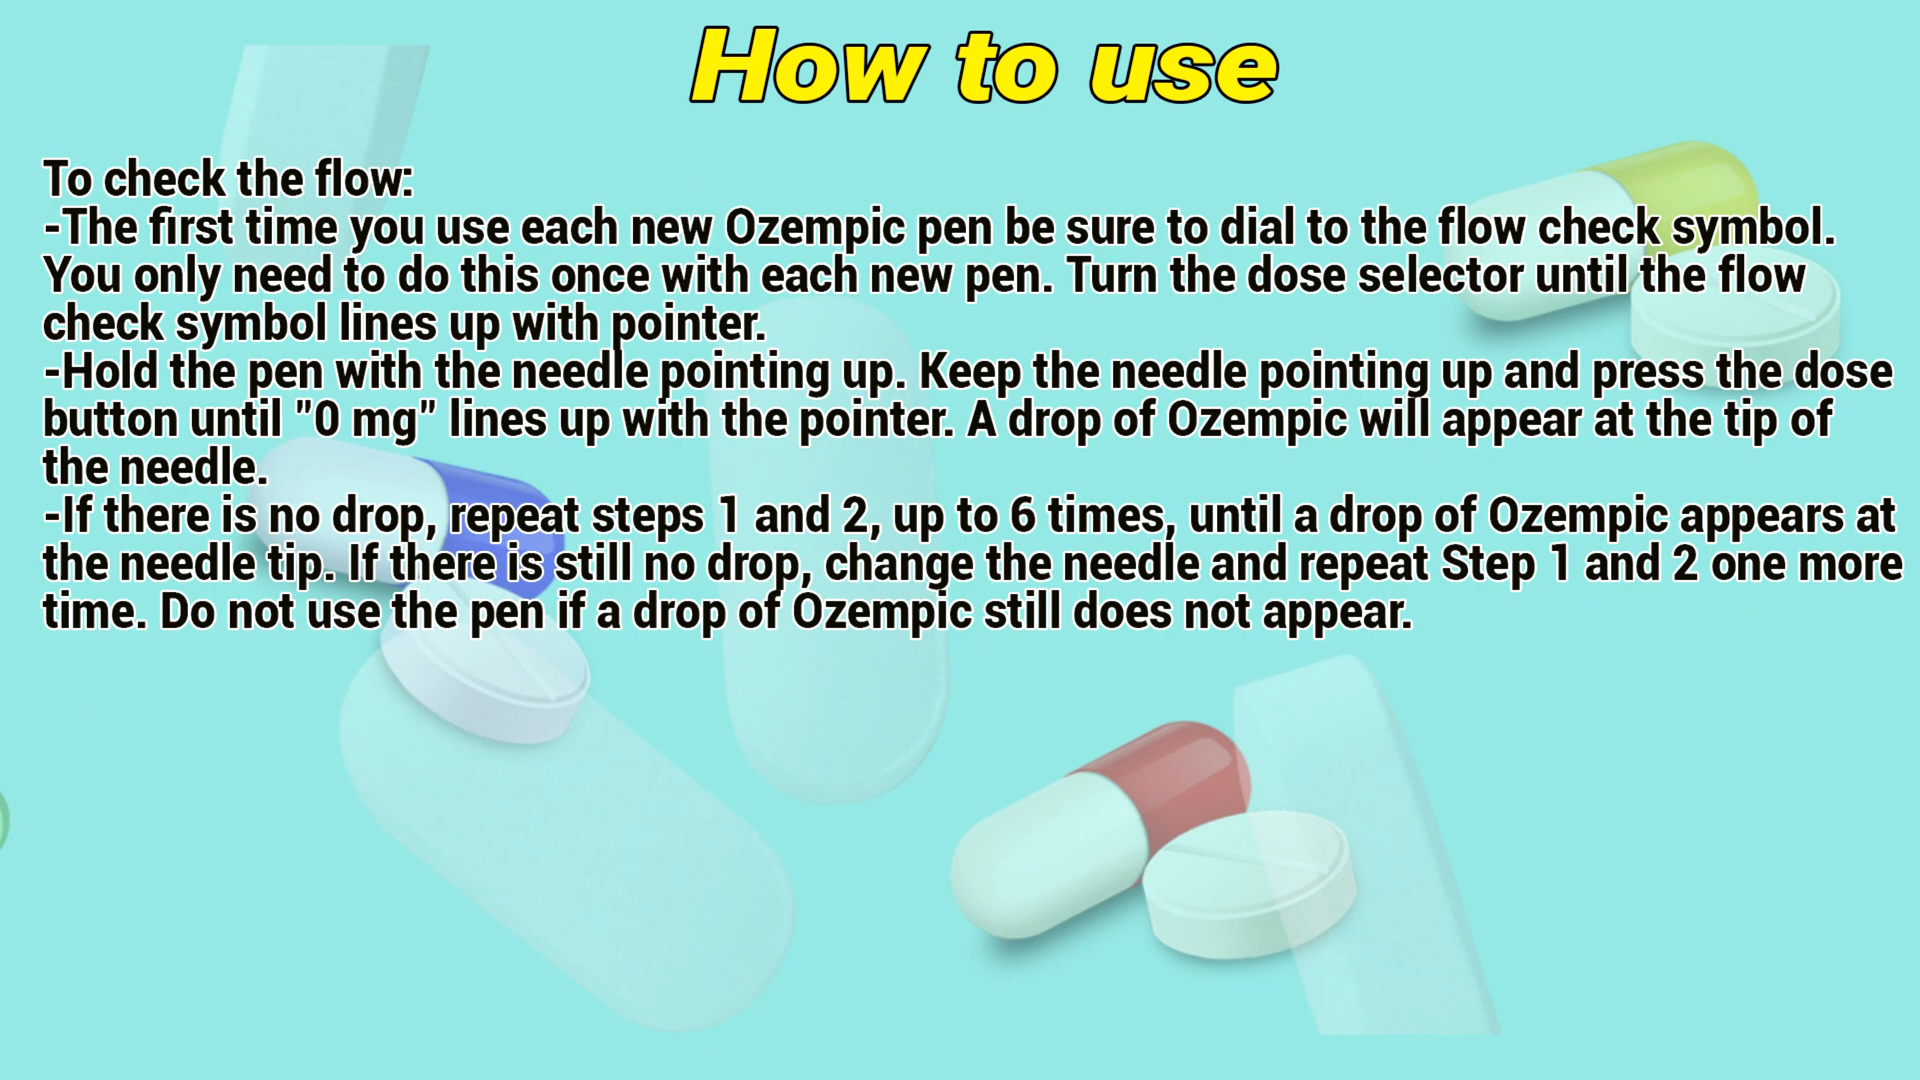 How to use
To check the flow:
-The first time you use each new Ozempic pen be sure to dial to the flow check symbol.
You only need to do this once with each new pen. Turn the dose selector until the flow
check symbol lines up with pointer.
-Hold the pen with the needle pointing up. Keep the needle pointing up and press the dose
button until "0 mg" lines up with the pointer. A drop of Ozempic will appear at the tip of
the needle.
-If there is no drop, repeat steps 1 and 2, up to 6 times, until a drop of Ozempic appears at
the needle tip. If there is still no drop, change the needle and repeat Step 1 and 2 one more
time. Do not use the pen if a drop of Ozempic still does not appear.